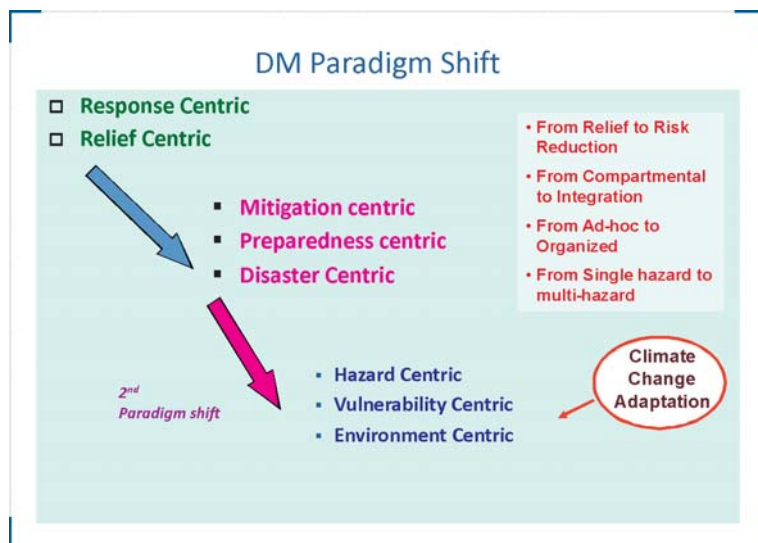 DM Paradigm Shift
Response Centric
Relief Centric
• From Relief to Risk
Reduction
• From Compartmental
to Integration
• From Ad-hoc to
Organized
• From Single hazard to
multi-hazard
Mitigation centric
Preparedness centric
Disaster Centric
2nd
Paradigm shift
Hazard Centric
Vulnerability Centric
Environment Centric
Climate
Change
Adaptation